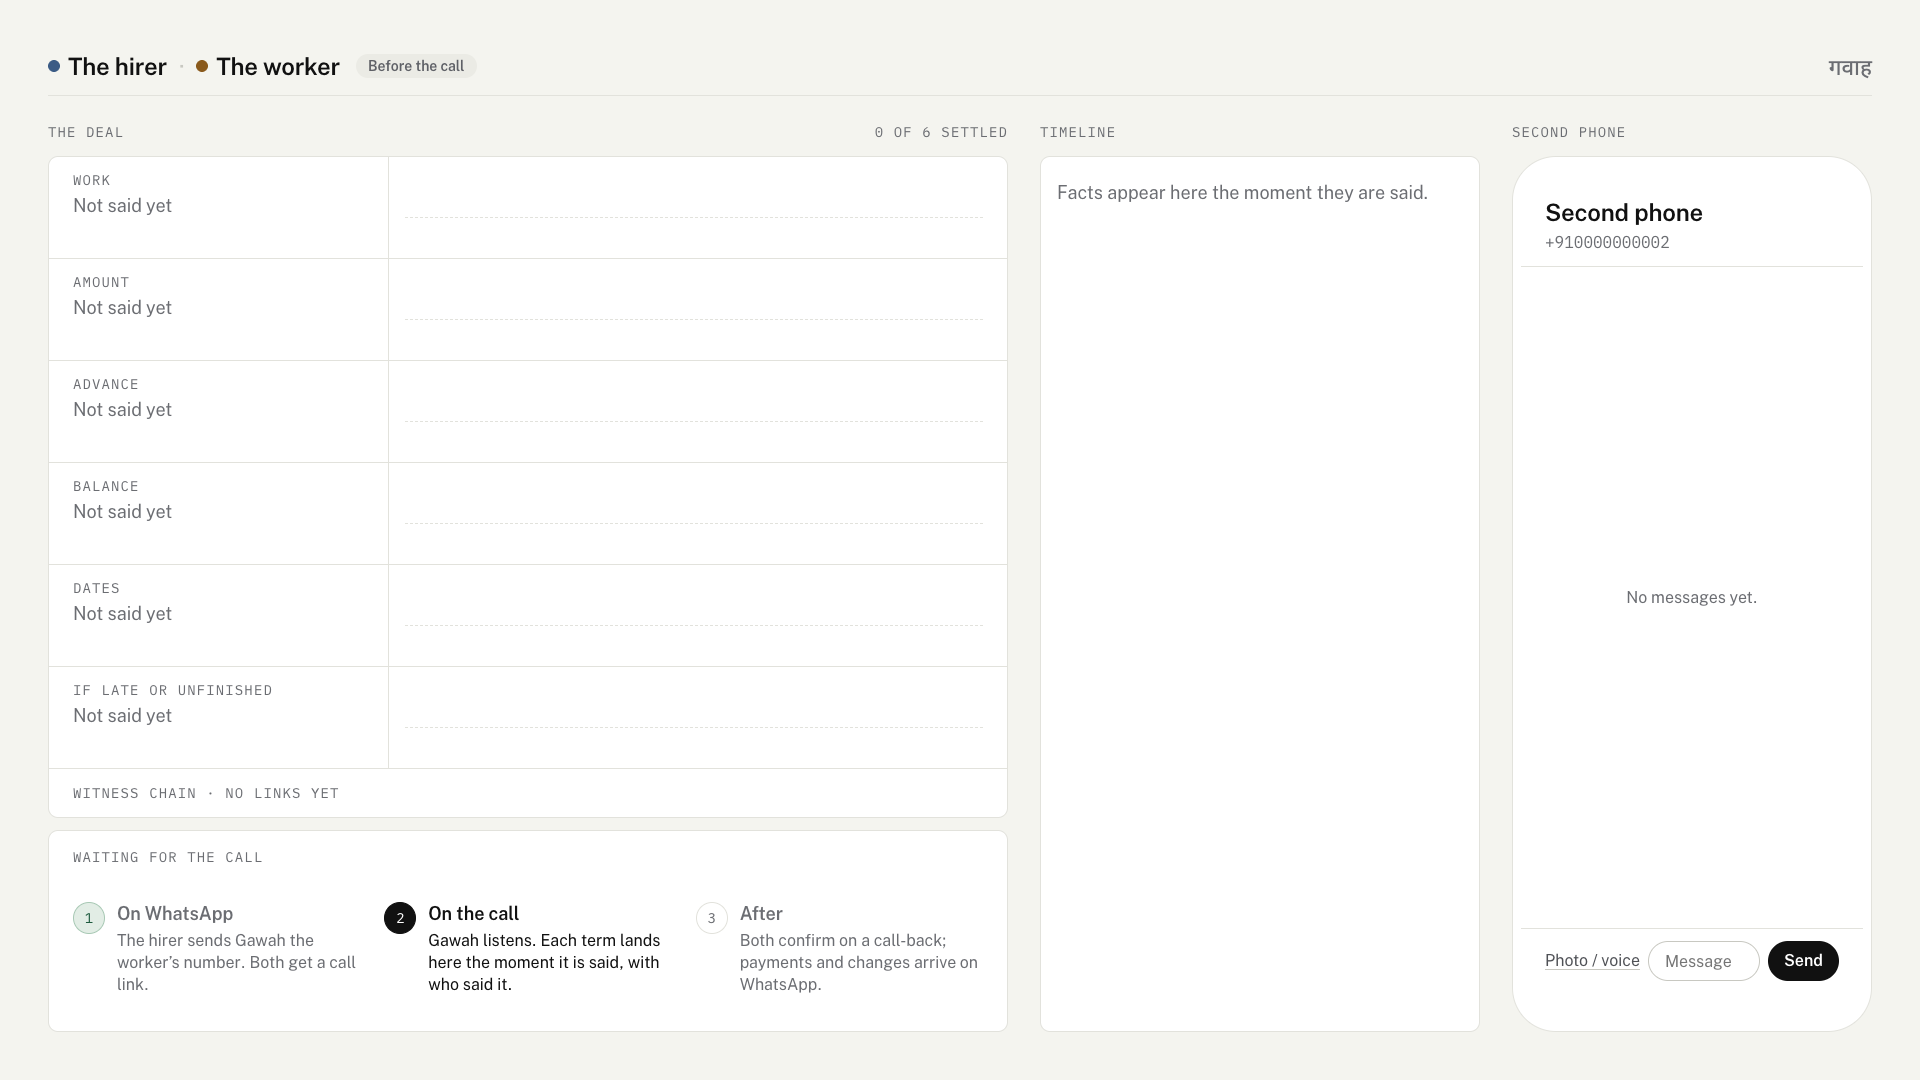 The hirer · The worker Before the call
गवाह
THE DEAL 0 OF 6 SETTLED
WORK
Not said yet
AMOUNT
Not said yet
ADVANCE
Not said yet
BALANCE
Not said yet
DATES
Not said yet
IF LATE OR UNFINISHED
Not said yet
WITNESS CHAIN · NO LINKS YET
WAITING FOR THE CALL
1 On WhatsApp
The hirer sends Gawah the
worker’s number. Both get a call
link.
2 On the call
Gawah listens. Each term lands
here the moment it is said, with
who said it.
3 After
Both confirm on a call-back;
payments and changes arrive on
WhatsApp.
TIMELINE
Facts appear here the moment they are said.
SECOND PHONE
Second phone
+910000000002
No messages yet.
Photo / voice Message Send